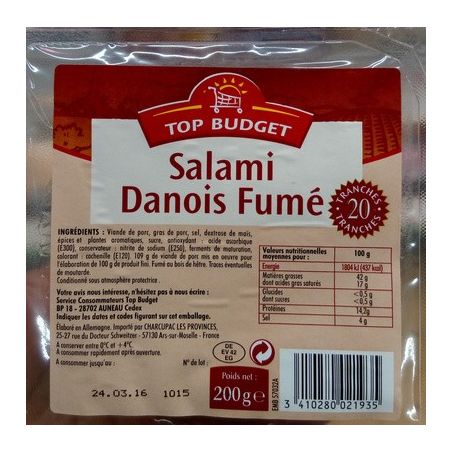 TOP BUDGET
Salami
Danois Fumé
TRANCHES
20
TRANCHES
INGRÉDIENTS : Viande de porc, gras de porc, sel, dextrose de maïs,
épices et plantes aromatiques, sucre, antioxydant : acide ascorbique
(E300), conservateur : nitrite de sodium (E250), ferments de maturation,
colorant : cochenille (E120). 109 g de viande de porc mis en œuvre pour
l'élaboration de 100 g de produit fini. Fumé au bois de hêtre. Traces éventuelles
de moutarde.
Conditionné sous atmosphère protectrice .
Votre avis nous intéresse, n'hésitez pas à nous écrire :
Service Consommateurs Top Budget
BP 18 - 28702 AUNEAU Cedex
Indiquer les dates et codes figurant sur cet emballage.
Élaboré en Allemagne. Importé par CHARCUPAC LES PROVINCES,
25-27 rue du Docteur Schweitzer - 57130 Ars-sur-Moselle - France
A conserver entre 0°C et +4°C
A consommer rapidement après ouverture.
A consommer jusqu'au :
N° de lot :
24.03.16 1015
Valeurs nutritionnelles moyennes pour : 100 g
Energie 1804 kJ (437 kcal)
Matières grasses 42 g
dont acides gras saturés 17 g
Glucides <0,5 g
dont sucres <0,5 g
Protéines 14,2g
Sel 4 g
DE
EV 42
EG
Poids net :
200g e
EMB 57032A
3 410280 021935